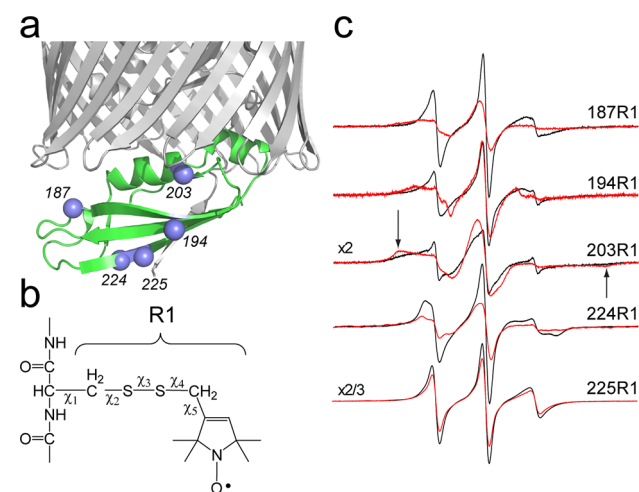 a
187
203
194
224
225
b
R1
NH
O=C
H-C-C-S-S-CH2
H2
χ1
χ2
χ3
χ4
χ5
NH
O=C
N
O•
c
187R1
194R1
x2
203R1
224R1
x2/3
225R1